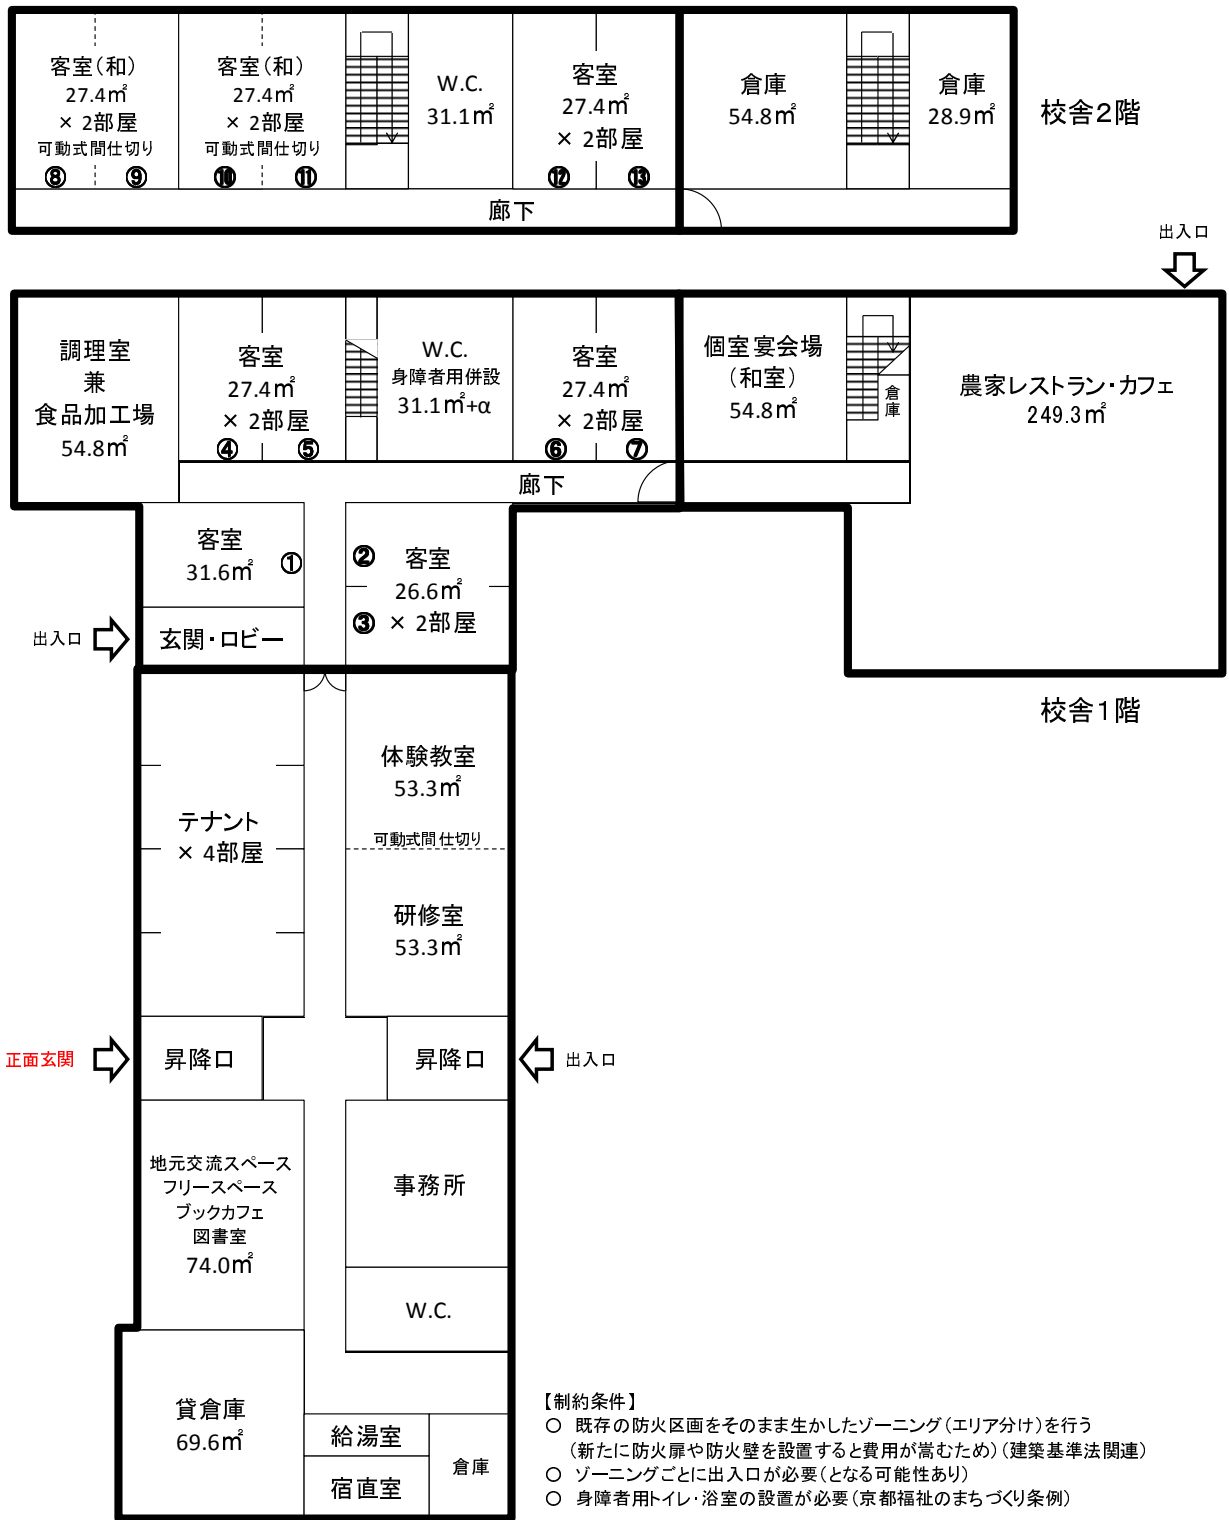 客室(和)
27.4㎡
× 2部屋
可動式間仕切り
⑧ ⑨
客室(和)
27.4㎡
× 2部屋
可動式間仕切り
⑩ ⑪
W.C.
31.1㎡
客室
27.4㎡
× 2部屋
⑫ ⑬
倉庫
54.8㎡
倉庫
28.9㎡
校舎2階
廊下
出入口
調理室
兼
食品加工場
54.8㎡
客室
27.4㎡
× 2部屋
④ ⑤
W.C.
身障者用併設
31.1㎡+α
客室
27.4㎡
× 2部屋
⑥ ⑦
個室宴会場
(和室)
54.8㎡
倉庫
農家レストラン・カフェ
249.3㎡
廊下
客室
31.6㎡
①
②
客室
26.6㎡
③ × 2部屋
出入口
玄関・ロビー
校舎1階
テナント
× 4部屋
体験教室
53.3㎡
可動式間仕切り
研修室
53.3㎡
正面玄関
昇降口
昇降口
出入口
地元交流スペース
フリースペース
ブックカフェ
図書室
74.0㎡
事務所
W.C.
貸倉庫
69.6㎡
給湯室
宿直室
倉庫
【制約条件】
○ 既存の防火区画をそのまま生かしたゾーニング(エリア分け)を行う
(新たに防火扉や防火壁を設置すると費用が嵩むため)(建築基準法関連)
○ ゾーニングごとに出入口が必要(となる可能性あり)
○ 身障者用トイレ・浴室の設置が必要(京都福祉のまちづくり条例)